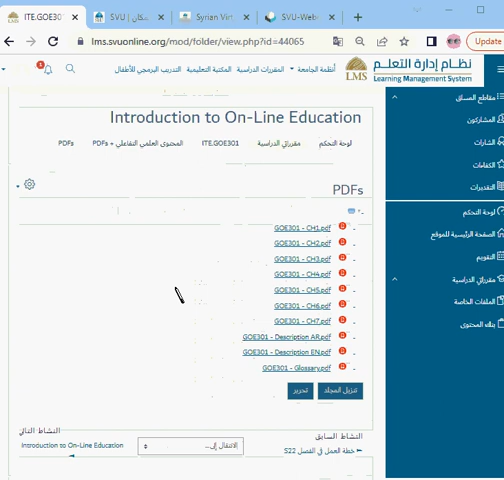 ITE.GOE301
SVU | سكان
Syrian Virt
SVU-Web
lms.svuonline.org/mod/folder/view.php?id=44065
Update
نظـام إدارة التعلـم
LMS Learning Management System
أنظمة الجامعة
المقررات الدراسية
المكتبة التعليمية
التدريب البرمجي للأطفال
1
Introduction to On-Line Education
لوحة التحكم
مقرراتي الدراسية
ITE.GOE301
المحتوى العلمي التفاعلي + PDFs
PDFs
PDFs
GOE301 - CH1.pdf
GOE301 - CH2.pdf
GOE301 - CH3.pdf
GOE301 - CH4.pdf
GOE301 - CH5.pdf
GOE301 - CH6.pdf
GOE301 - CH7.pdf
GOE301 - Description AR.pdf
GOE301 - Description EN.pdf
GOE301 - Glossary.pdf
تنزيل المجلد
تحرير
النشاط السابق
خطة العمل في الفصل S22
الانتقال إلى...
النشاط التالي
Introduction to On-Line Education
مقاطع المساق
المشاركون
الشارات
الكفاءات
التقديرات
لوحة التحكم
الصفحة الرئيسية للموقع
التقويم
مقرراتي الدراسية
الملفات الخاصة
بنك المحتوى